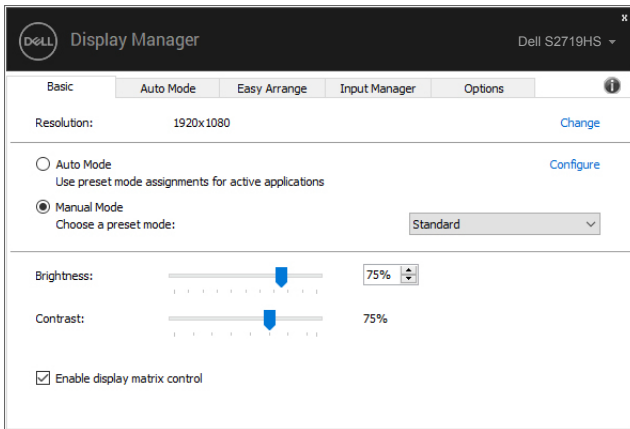 x
DELL Display Manager Dell S2719HS
Basic Auto Mode Easy Arrange Input Manager Options i
Resolution: 1920x1080 Change
Auto Mode Configure
Use preset mode assignments for active applications
Manual Mode
Choose a preset mode: Standard
Brightness: 75%
Contrast: 75%
Enable display matrix control